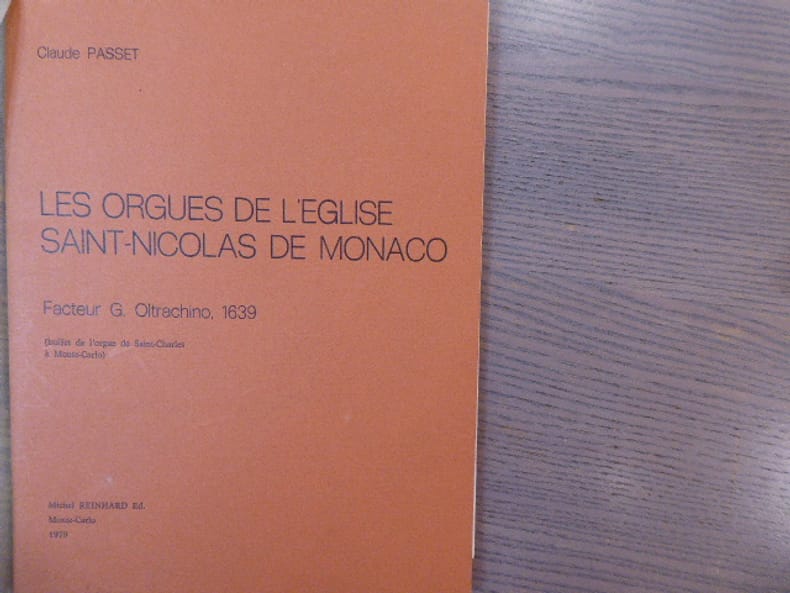 Claude PASSET
LES ORGUES DE L'EGLISE
SAINT-NICOLAS DE MONACO
Facteur G. Oltrachino, 1639
(buffet de l'orgue de Saint-Charles
à Monte-Carlo)
Michel REINHARD Ed.
Monte-Carlo
1979